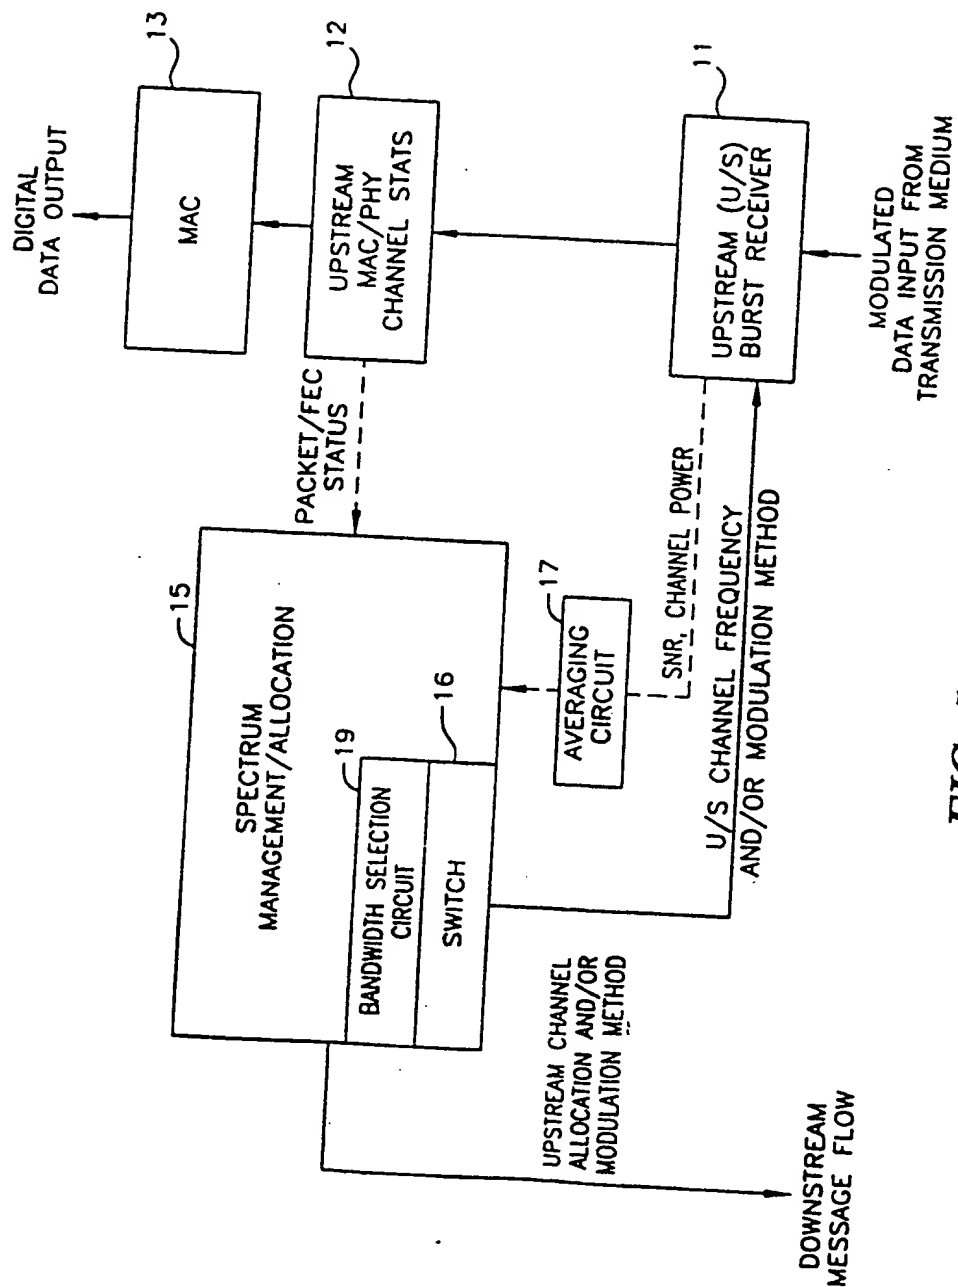 DIGITAL
DATA OUTPUT
13
MAC
12
UPSTREAM
MAC/PHY
CHANNEL STATS
PACKET/FEC
STATUS
11
UPSTREAM (U/S)
BURST RECEIVER
MODULATED
DATA INPUT FROM
TRANSMISSION MEDIUM
15
SPECTRUM
MANAGEMENT/ALLOCATION
19
BANDWIDTH SELECTION
CIRCUIT
16
SWITCH
17
AVERAGING
CIRCUIT
SNR, CHANNEL POWER
U/S CHANNEL FREQUENCY
AND/OR MODULATION METHOD
UPSTREAM CHANNEL
ALLOCATION AND/OR
MODULATION METHOD
DOWNSTREAM
MESSAGE FLOW